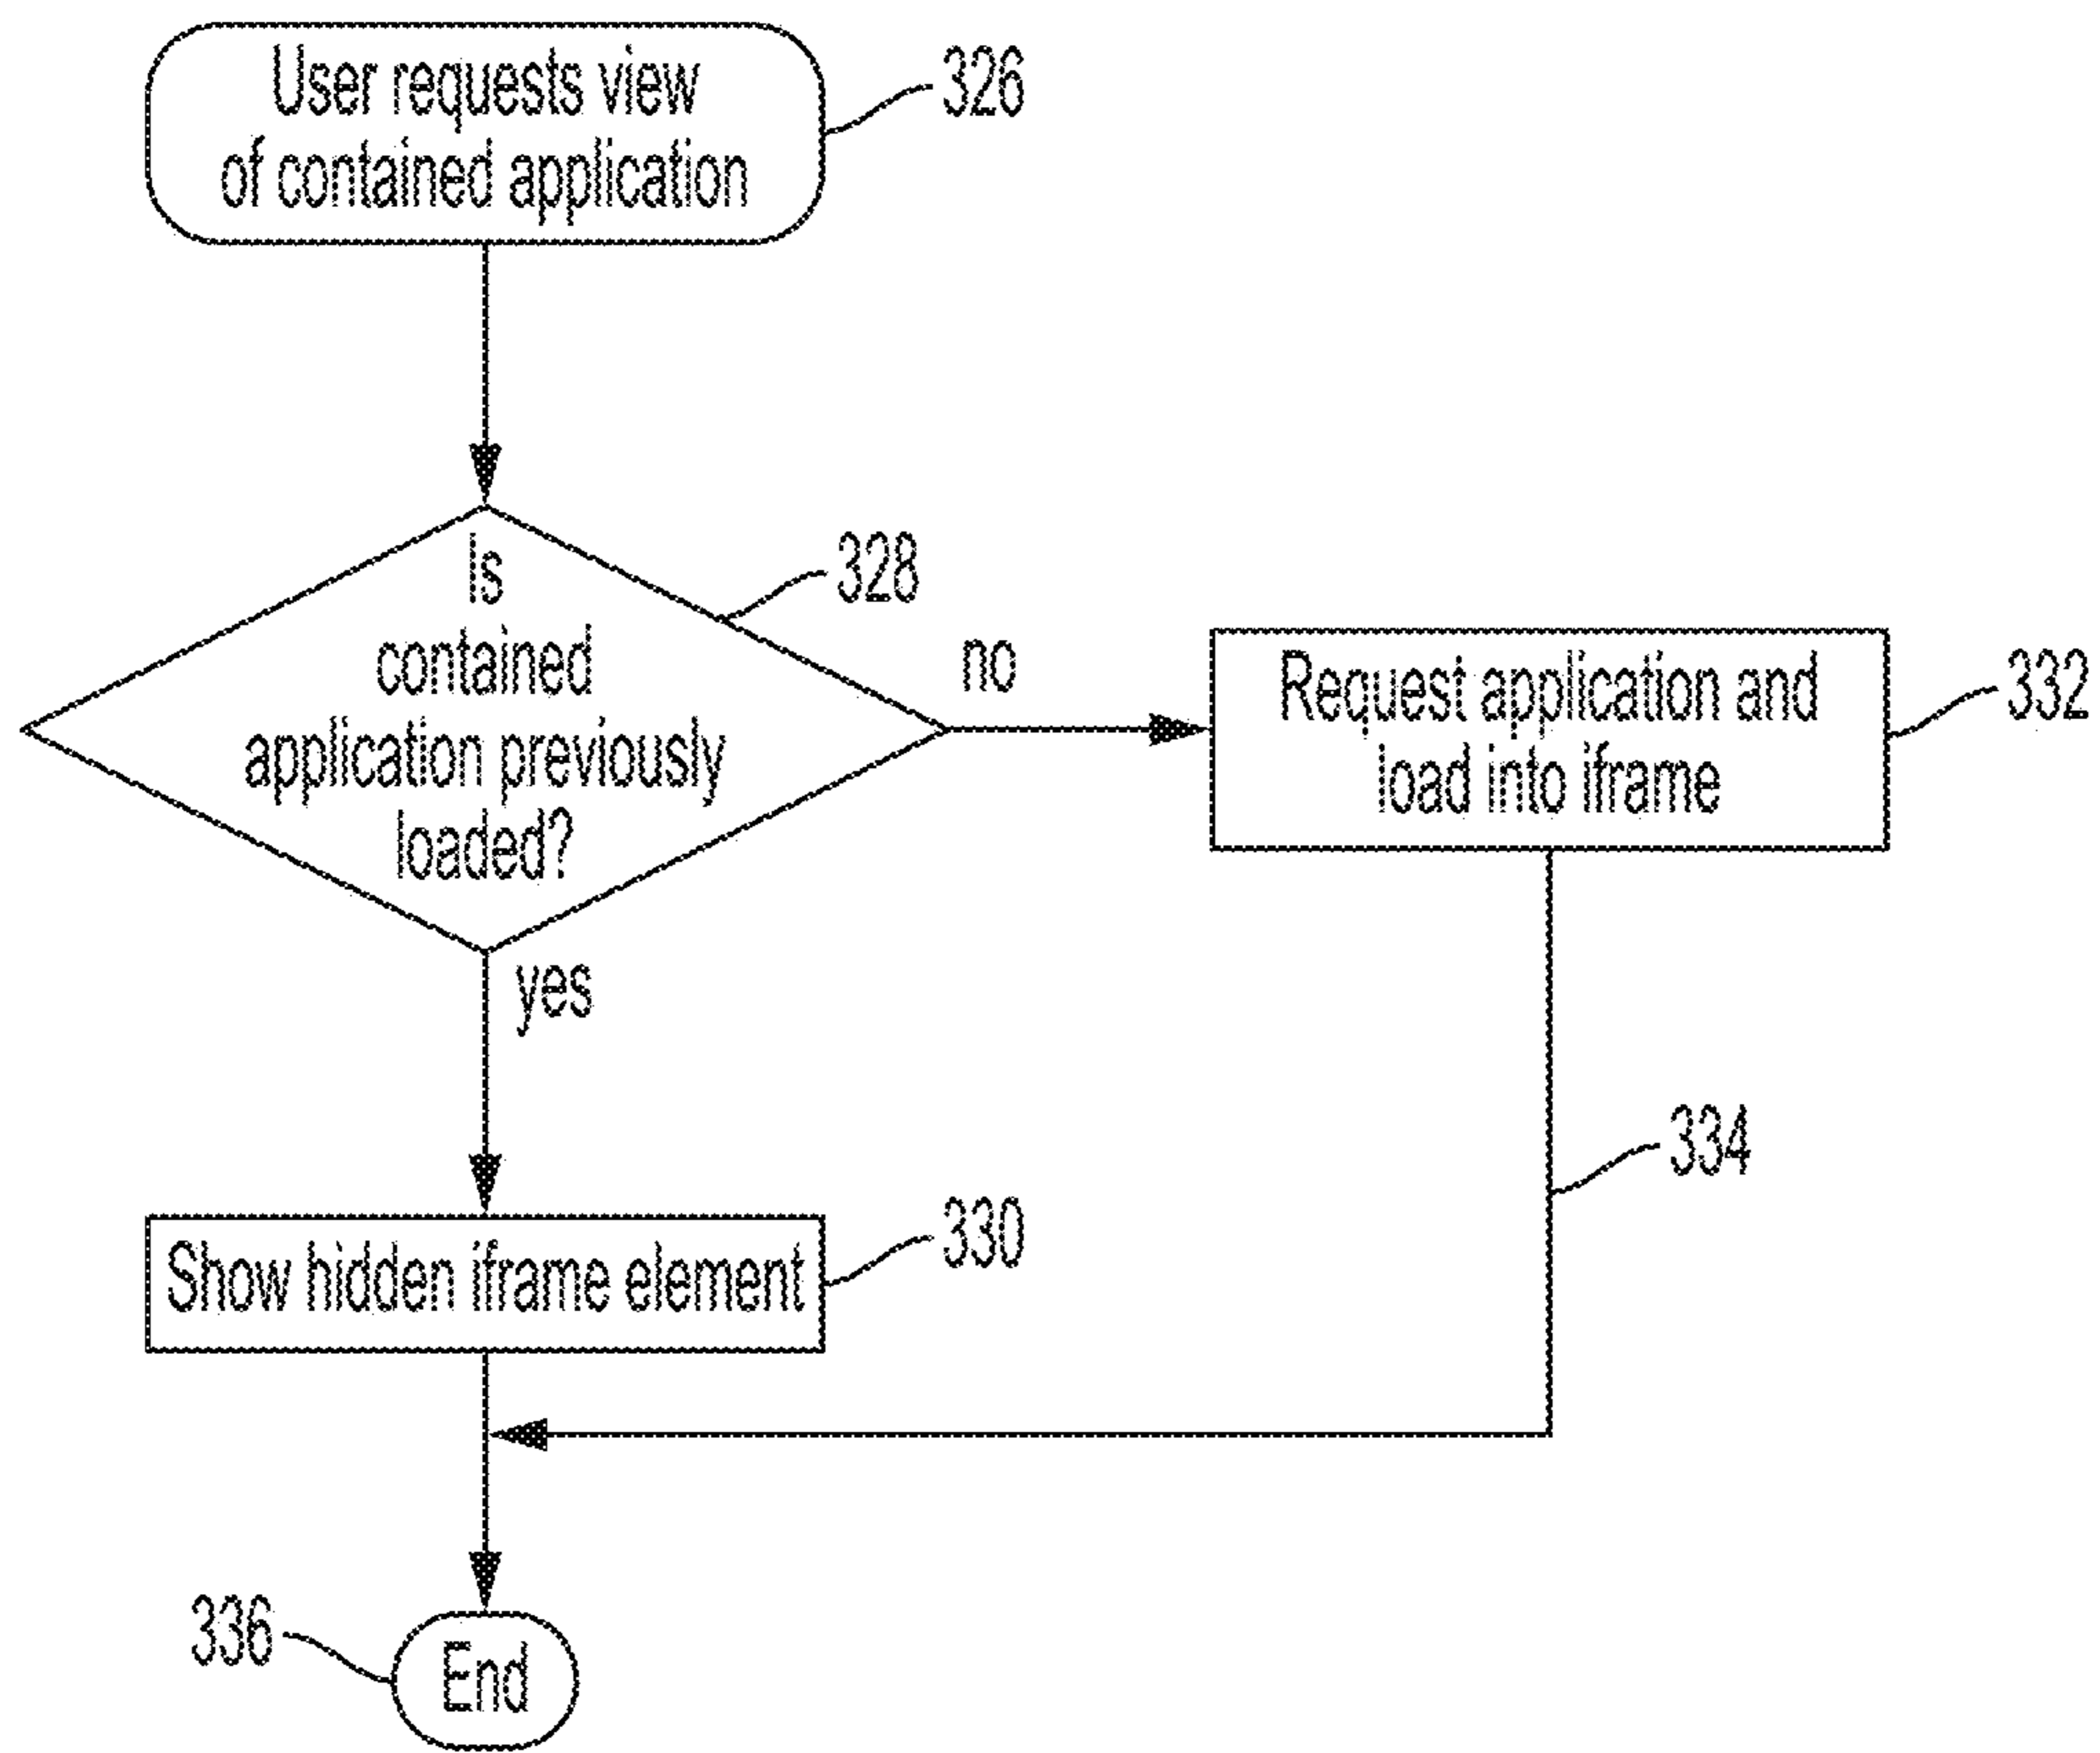 User requests view
of contained application
326
Is
contained
application previously
loaded?
328
no
Request application and
load into iframe
332
yes
334
Show hidden iframe element
330
336
End